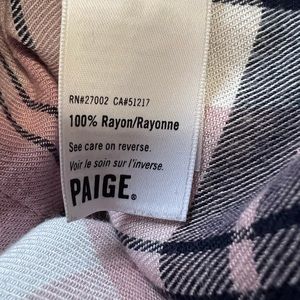 RN#27002 CA#51217
100% Rayon/Rayonne
See care on reverse.
Voir le soin sur l'inverse.
PAIGE®